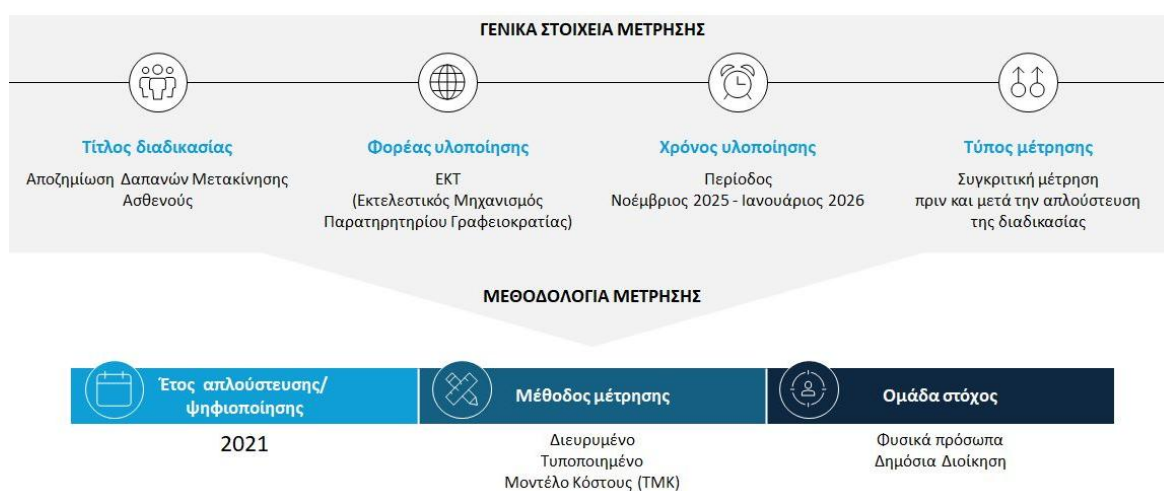 ΓΕΝΙΚΑ ΣΤΟΙΧΕΙΑ ΜΕΤΡΗΣΗΣ
Τίτλος διαδικασίας
Αποζημίωση Δαπανών Μετακίνησης
Ασθενούς
Φορέας υλοποίησης
ΕΚΤ
(Εκτελεστικός Μηχανισμός
Παρατηρητηρίου Γραφειοκρατίας)
Χρόνος υλοποίησης
Περίοδος
Νοέμβριος 2025 - Ιανουάριος 2026
Τύπος μέτρησης
Συγκριτική μέτρηση
πριν και μετά την απλούστευση
της διαδικασίας
ΜΕΘΟΔΟΛΟΓΙΑ ΜΕΤΡΗΣΗΣ
Έτος απλούστευσης/
ψηφιοποίησης
2021
Μέθοδος μέτρησης
Διευρυμένο
Τυποποιημένο
Μοντέλο Κόστους (ΤΜΚ)
Ομάδα στόχος
Φυσικά πρόσωπα
Δημόσια Διοίκηση